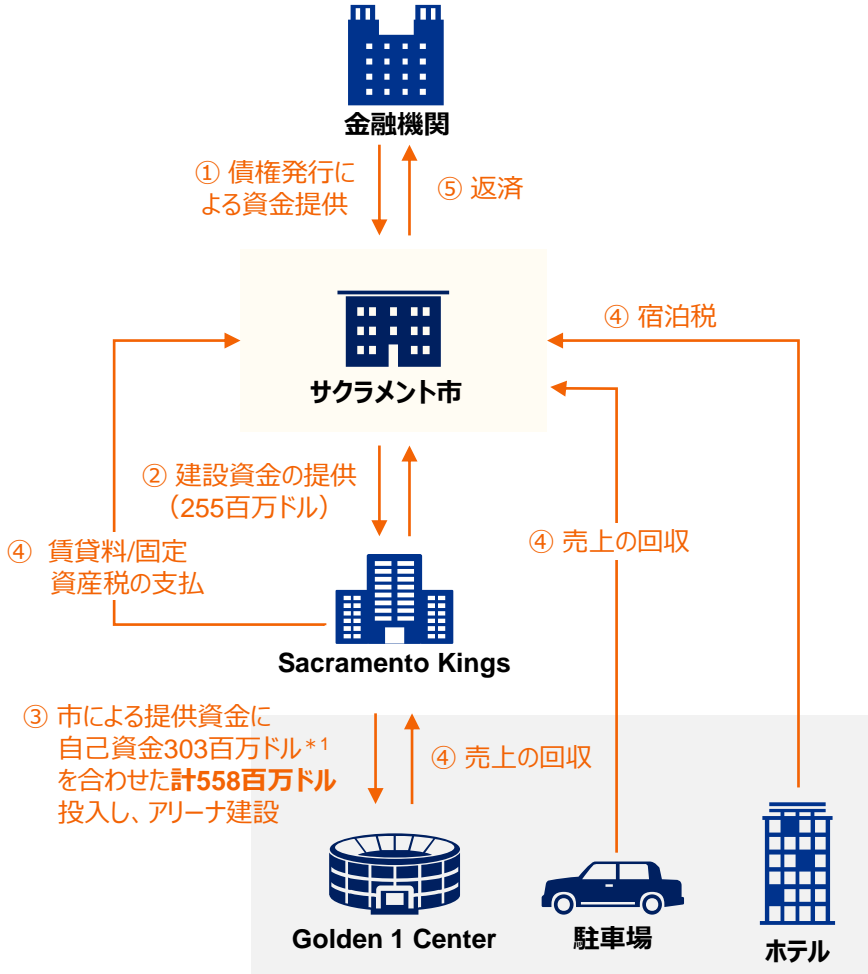 金融機関
① 債権発行に
よる資金提供
⑤ 返済
④ 宿泊税
サクラメント市
② 建設資金の提供
（255百万ドル）
④ 売上の回収
④ 賃貸料/固定
資産税の支払
Sacramento Kings
③ 市による提供資金に
自己資金303百万ドル*1
を合わせた計558百万ドル
投入し、アリーナ建設
④ 売上の回収
Golden 1 Center
駐車場
ホテル